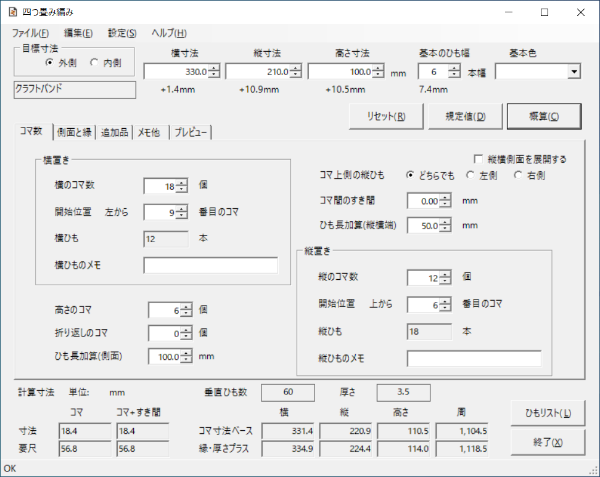 四つ畳み編み
ファイル(F) 編集(E) 設定(S) ヘルプ(H)
目標寸法 横寸法 縦寸法 高さ寸法 基本のひも幅 基本色
外側 内側 330.0 210.0 100.0 mm 6 本幅
クラフトバンド +1.4mm +10.9mm +10.5mm 7.4mm
リセット(R) 規定値(D) 概算(C)
コマ数 側面と縁 追加品 メモ他 プレビュー
横置き
横のコマ数 18 個
開始位置 左から 9 番目のコマ
横ひも 12 本
横ひものメモ
高さのコマ 6 個
折り返しのコマ 0 個
ひも長加算(側面) 100.0 mm
縦横側面を展開する
コマ上側の縦ひも どちらでも 左側 右側
コマ間のすき間 0.00 mm
ひも長加算(縦横端) 50.0 mm
縦置き
縦のコマ数 12 個
開始位置 上から 6 番目のコマ
縦ひも 18 本
縦ひものメモ
計算寸法 単位: mm 垂直ひも数 60 厚さ 3.5
コマ コマ+すき間 横 縦 高さ 周
寸法 18.4 18.4 コマ寸法ベース 331.4 220.9 110.5 1,104.5
要尺 56.8 56.8 縁・厚さプラス 334.9 224.4 114.0 1,118.5
ひもリスト(L)
終了(X)
OK